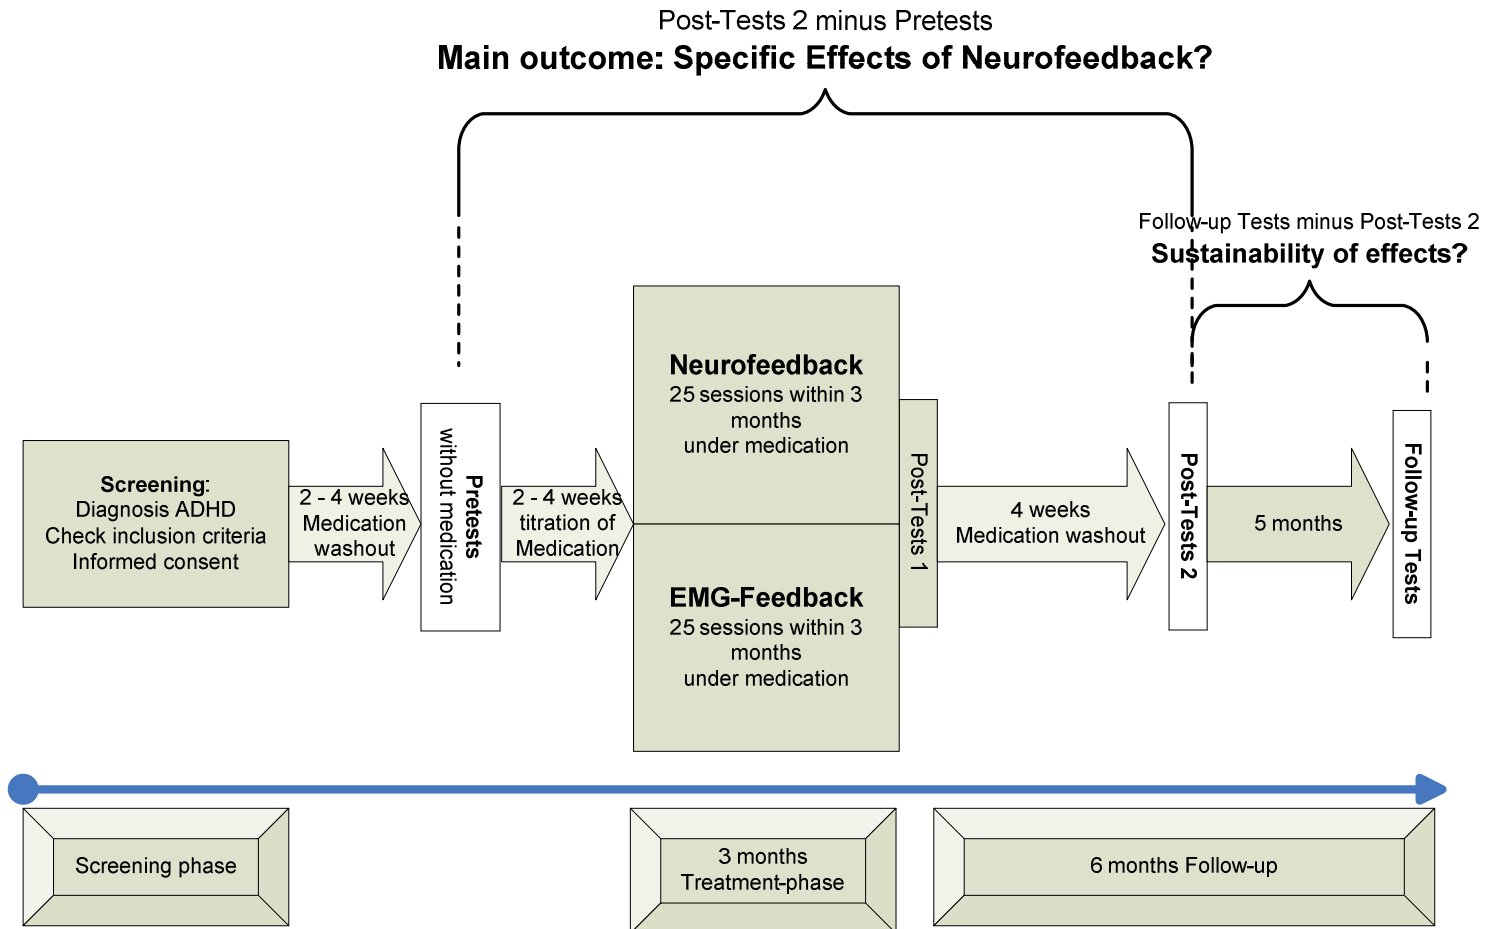 Post-Tests 2 minus Pretests
Main outcome: Specific Effects of Neurofeedback?
Follow-up Tests minus Post-Tests 2
Sustainability of effects?
Screening:
Diagnosis ADHD
Check inclusion criteria
Informed consent
2 - 4 weeks
Medication
washout
Pretests
without medication
2 - 4 weeks
titration of
Medication
Neurofeedback
25 sessions within 3
months
under medication
EMG-Feedback
25 sessions within 3
months
under medication
Post-Tests 1
4 weeks
Medication washout
Post-Tests 2
5 months
Follow-up Tests
Screening phase
3 months
Treatment-phase
6 months Follow-up